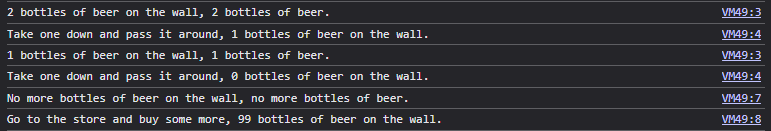 2 bottles of beer on the wall, 2 bottles of beer. VM49:3
Take one down and pass it around, 1 bottles of beer on the wall. VM49:4
1 bottles of beer on the wall, 1 bottles of beer. VM49:3
Take one down and pass it around, 0 bottles of beer on the wall. VM49:4
No more bottles of beer on the wall, no more bottles of beer. VM49:7
Go to the store and buy some more, 99 bottles of beer on the wall. VM49:8